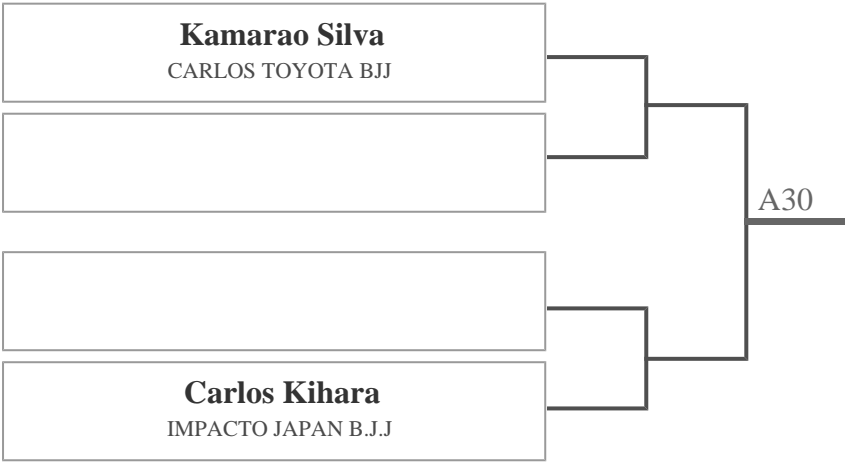 Kamarao Silva
CARLOS TOYOTA BJJ
A30
Carlos Kihara
IMPACTO JAPAN B.J.J